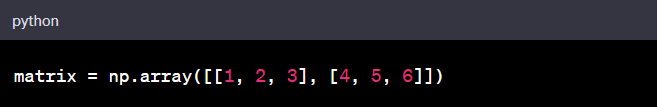 python
matrix = np.array([[1, 2, 3], [4, 5, 6]])